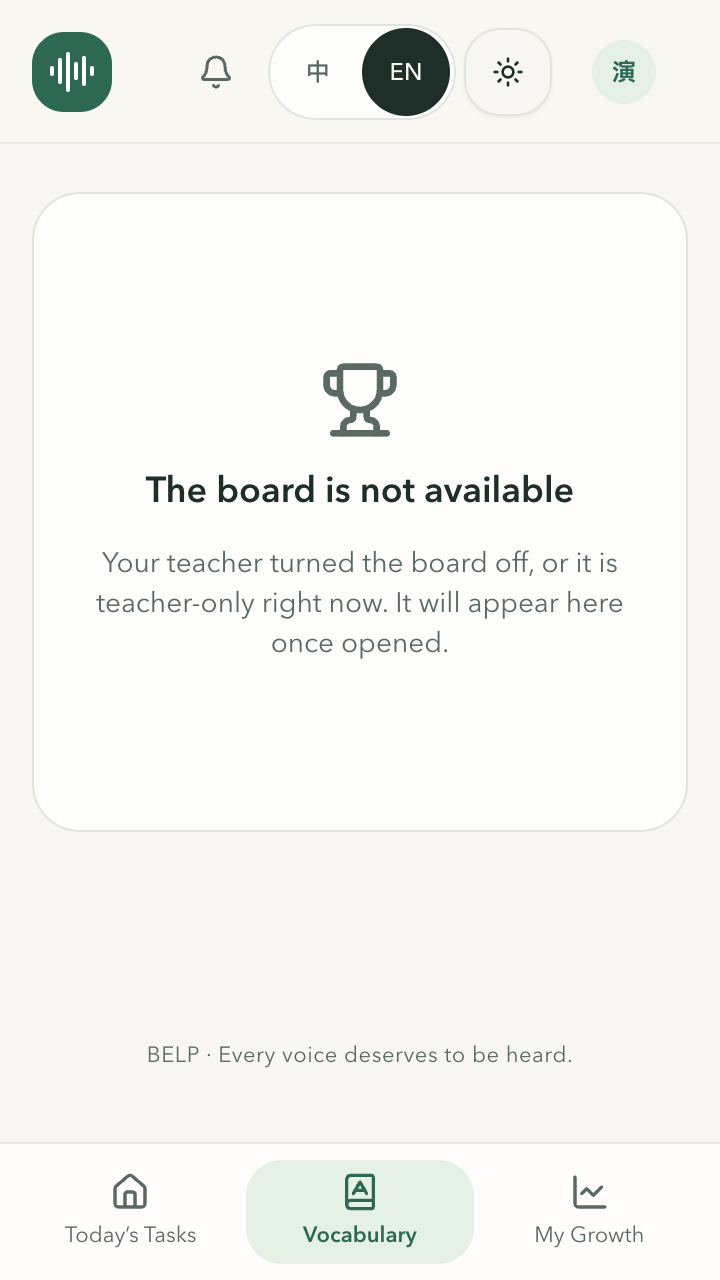 中 EN 演
The board is not available
Your teacher turned the board off, or it is
teacher-only right now. It will appear here
once opened.
BELP · Every voice deserves to be heard.
Today’s Tasks Vocabulary My Growth